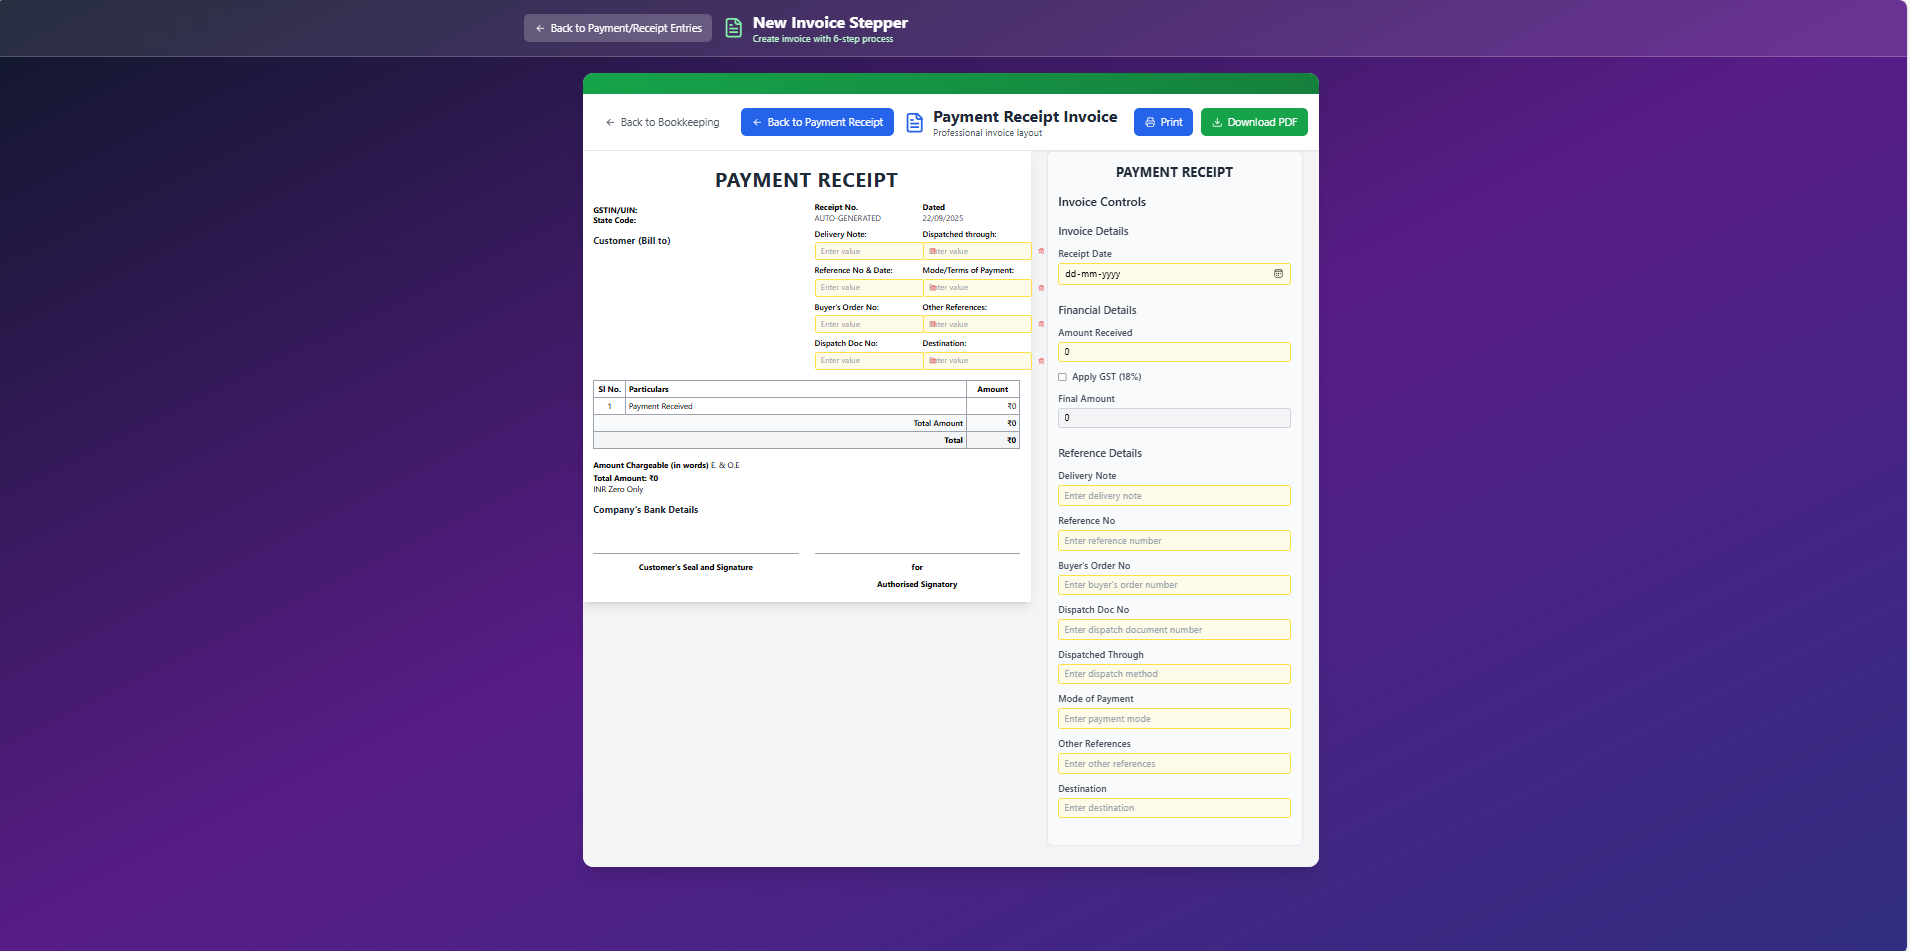 Back to Payment/Receipt Entries
New Invoice Stepper
Create invoice with 6-step process
Back to Bookkeeping
Back to Payment Receipt
Payment Receipt Invoice
Professional invoice layout
Print
Download PDF
PAYMENT RECEIPT
GSTIN/UIN:
State Code:
Customer (Bill to)
Receipt No.
AUTO-GENERATED
Dated
22/09/2025
Delivery Note:
Enter value
Dispatched through:
Enter value
Reference No & Date:
Enter value
Mode/Terms of Payment:
Enter value
Buyer's Order No:
Enter value
Other References:
Enter value
Dispatch Doc No:
Enter value
Destination:
Enter value
Sl No. Particulars Amount
1 Payment Received ₹0
Total Amount ₹0
Total ₹0
Amount Chargeable (in words) E. & O.E
Total Amount: ₹0
INR Zero Only
Company's Bank Details
Customer's Seal and Signature
for
Authorised Signatory
PAYMENT RECEIPT
Invoice Controls
Invoice Details
Receipt Date
dd-mm-yyyy
Financial Details
Amount Received
0
Apply GST (18%)
Final Amount
0
Reference Details
Delivery Note
Enter delivery note
Reference No
Enter reference number
Buyer's Order No
Enter buyer's order number
Dispatch Doc No
Enter dispatch document number
Dispatched Through
Enter dispatch method
Mode of Payment
Enter payment mode
Other References
Enter other references
Destination
Enter destination